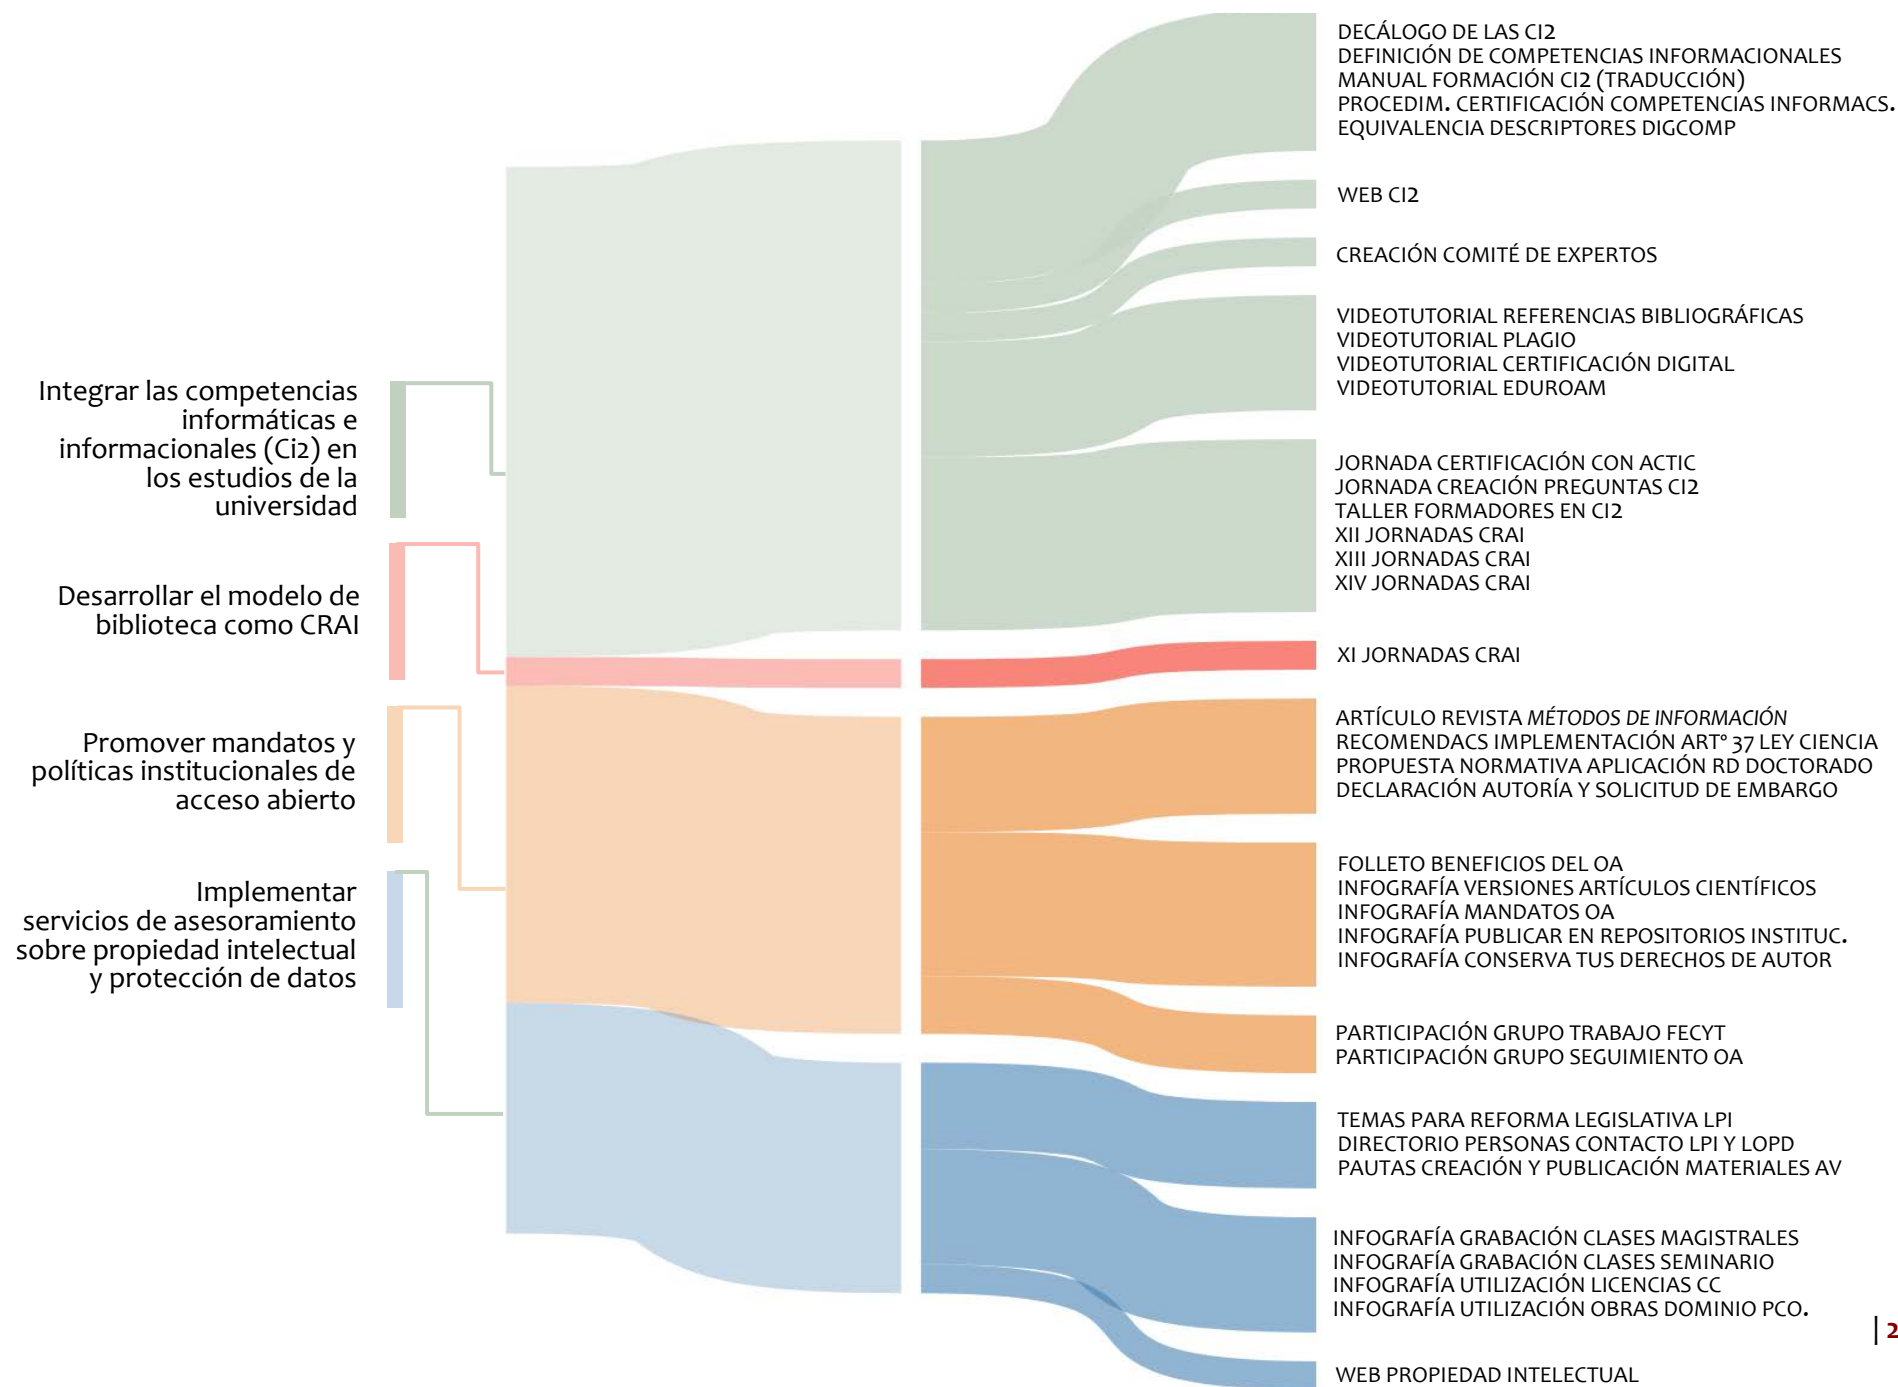 Integrar las competencias
informáticas e
informacionales (Ci2) en
los estudios de la
universidad
Desarrollar el modelo de
biblioteca como CRAI
Promover mandatos y
políticas institucionales de
acceso abierto
Implementar
servicios de asesoramiento
sobre propiedad intelectual
y protección de datos
DECÁLOGO DE LAS CI2
DEFINICIÓN DE COMPETENCIAS INFORMACIONALES
MANUAL FORMACIÓN CI2 (TRADUCCIÓN)
PROCEDIM. CERTIFICACIÓN COMPETENCIAS INFORMACS.
EQUIVALENCIA DESCRIPTORES DIGCOMP
WEB CI2
CREACIÓN COMITÉ DE EXPERTOS
VIDEOTUTORIAL REFERENCIAS BIBLIOGRÁFICAS
VIDEOTUTORIAL PLAGIO
VIDEOTUTORIAL CERTIFICACIÓN DIGITAL
VIDEOTUTORIAL EDUROAM
JORNADA CERTIFICACIÓN CON ACTIC
JORNADA CREACIÓN PREGUNTAS CI2
TALLER FORMADORES EN CI2
XII JORNADAS CRAI
XIII JORNADAS CRAI
XIV JORNADAS CRAI
XI JORNADAS CRAI
ARTÍCULO REVISTA MÉTODOS DE INFORMACIÓN
RECOMENDACS IMPLEMENTACIÓN ARTº 37 LEY CIENCIA
PROPUESTA NORMATIVA APLICACIÓN RD DOCTORADO
DECLARACIÓN AUTORÍA Y SOLICITUD DE EMBARGO
FOLLETO BENEFICIOS DEL OA
INFOGRAFÍA VERSIONES ARTÍCULOS CIENTÍFICOS
INFOGRAFÍA MANDATOS OA
INFOGRAFÍA PUBLICAR EN REPOSITORIOS INSTITUC.
INFOGRAFÍA CONSERVA TUS DERECHOS DE AUTOR
PARTICIPACIÓN GRUPO TRABAJO FECYT
PARTICIPACIÓN GRUPO SEGUIMIENTO OA
TEMAS PARA REFORMA LEGISLATIVA LPI
DIRECTORIO PERSONAS CONTACTO LPI Y LOPD
PAUTAS CREACIÓN Y PUBLICACIÓN MATERIALES AV
INFOGRAFÍA GRABACIÓN CLASES MAGISTRALES
INFOGRAFÍA GRABACIÓN CLASES SEMINARIO
INFOGRAFÍA UTILIZACIÓN LICENCIAS CC
INFOGRAFÍA UTILIZACIÓN OBRAS DOMINIO PCO.
WEB PROPIEDAD INTELECTUAL
| 2